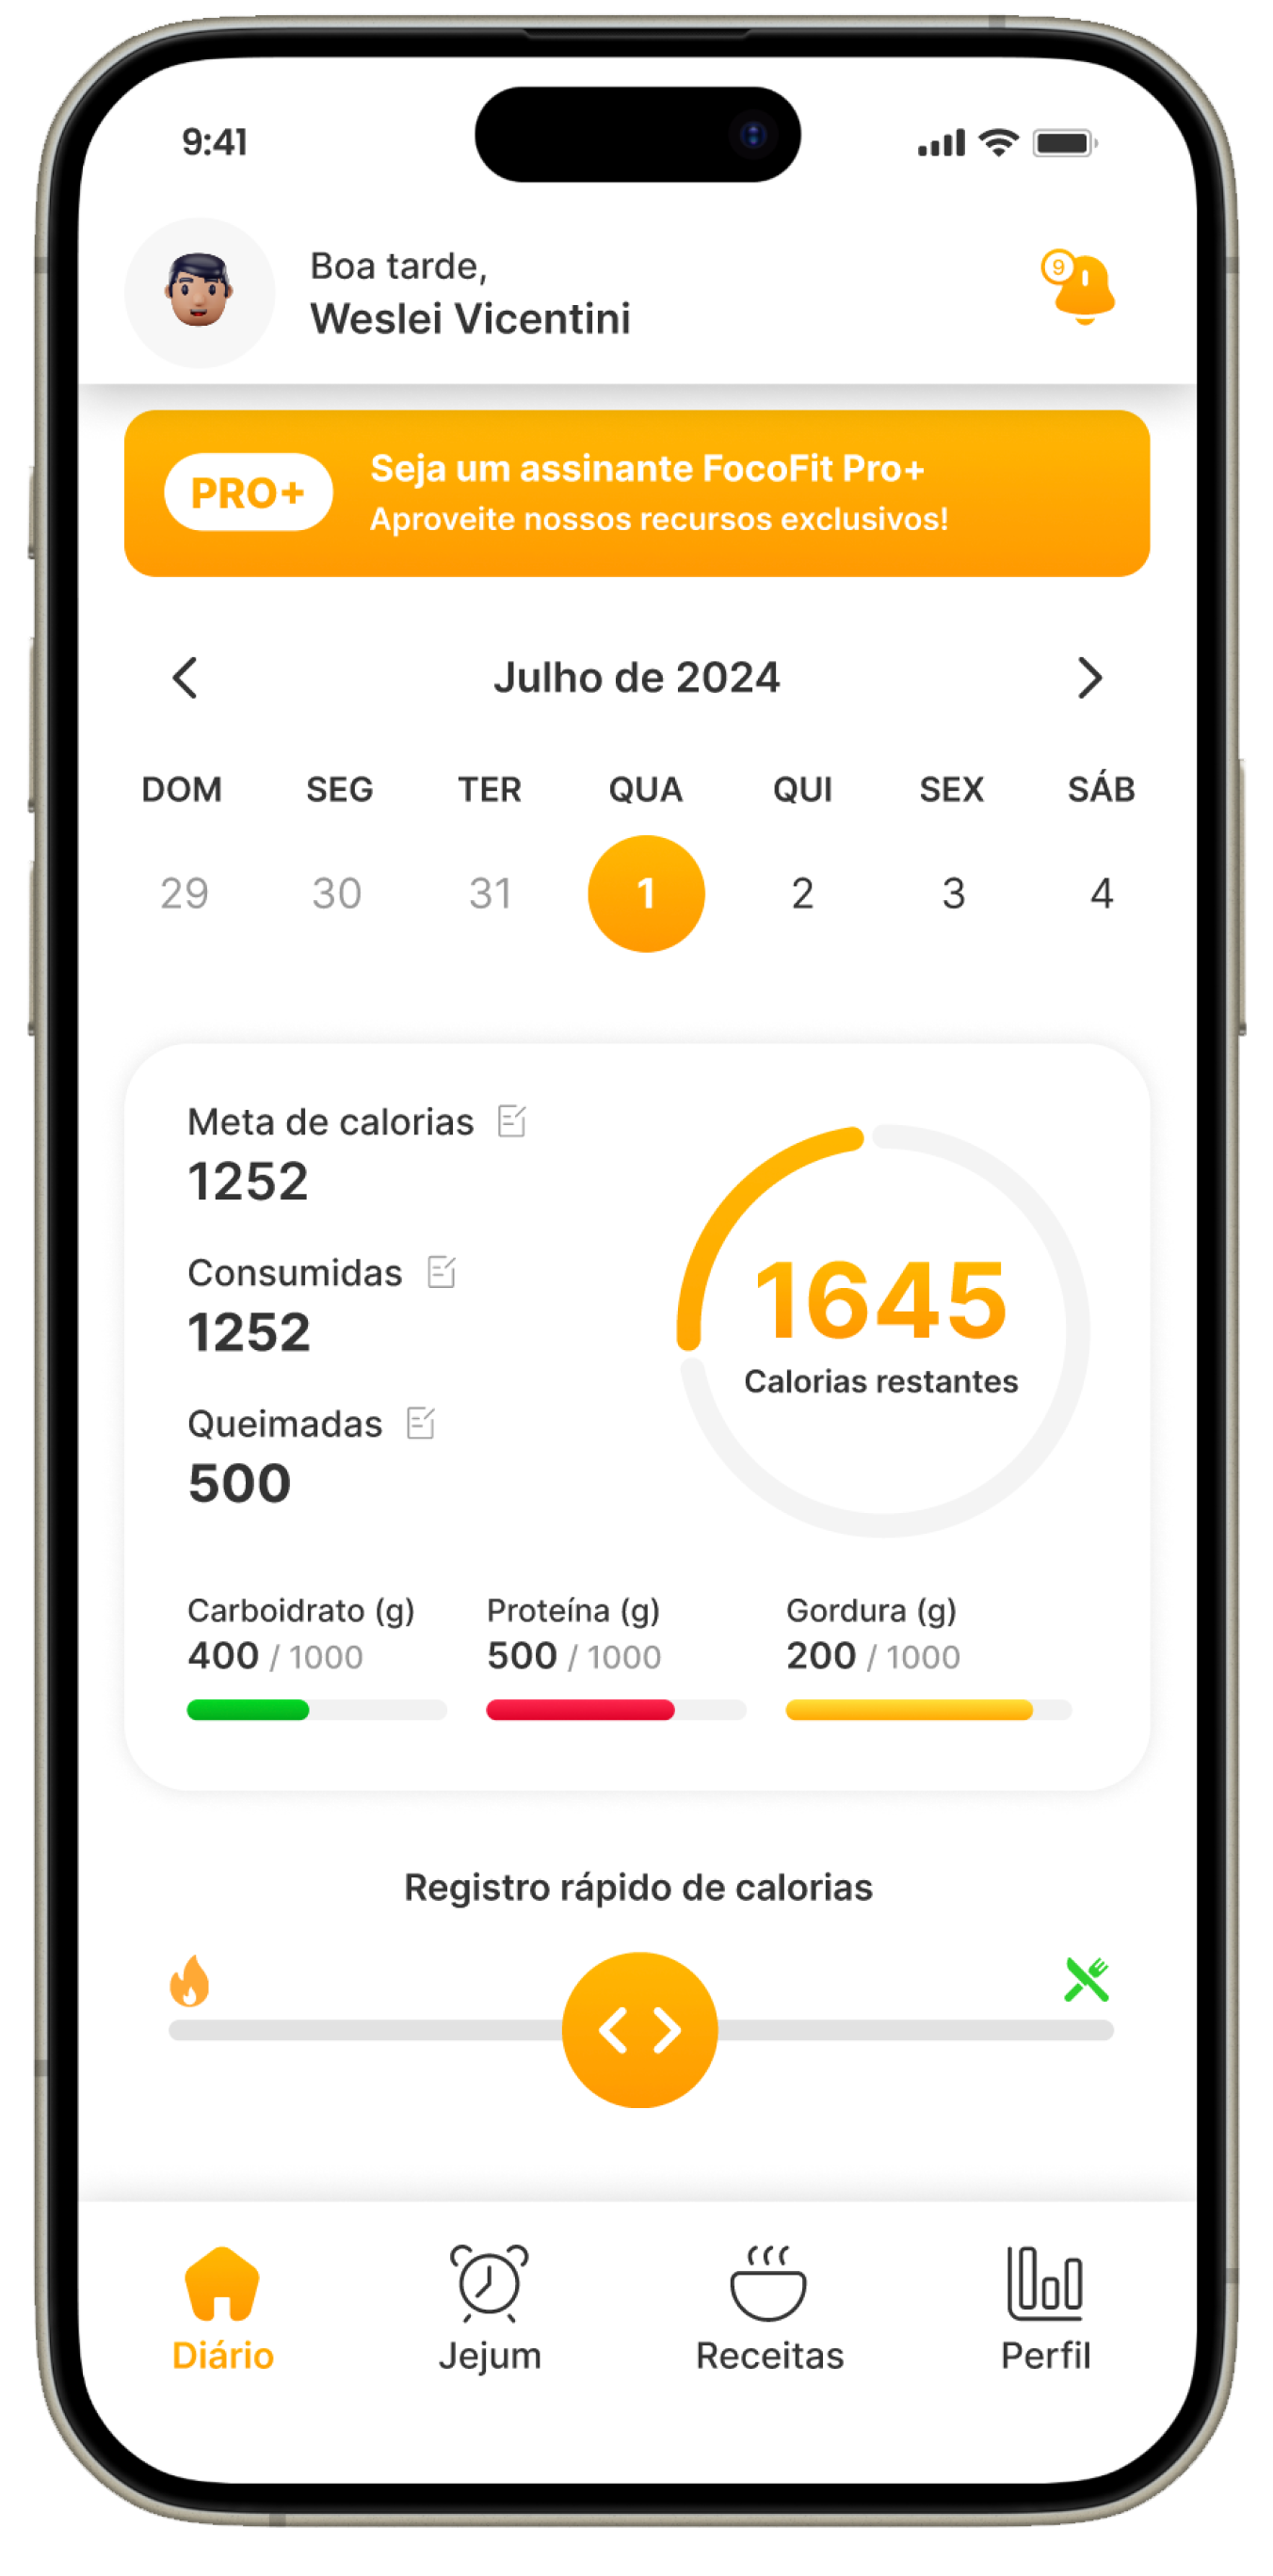 9:41
Boa tarde,
Weslei Vicentini
9
PRO+
Seja um assinante FocoFit Pro+
Aproveite nossos recursos exclusivos!
Julho de 2024
DOM SEG TER QUA QUI SEX SÁB
29 30 31 1 2 3 4
Meta de calorias
1252
Consumidas
1252
Queimadas
500
1645
Calorias restantes
Carboidrato (g) Proteína (g) Gordura (g)
400 / 1000 500 / 1000 200 / 1000
Registro rápido de calorias
Diário Jejum Receitas Perfil